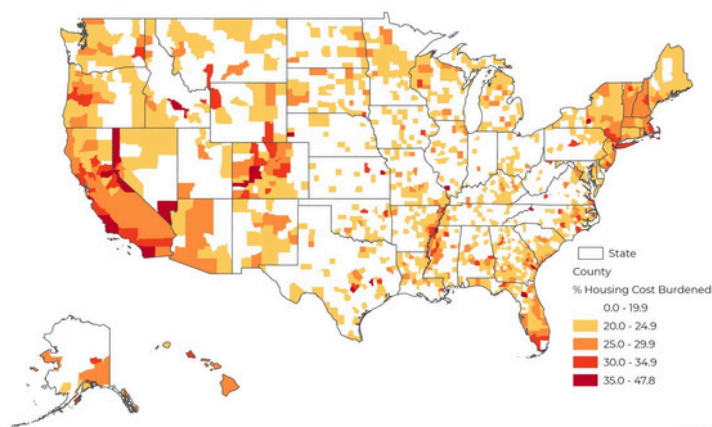 State
County
% Housing Cost Burdened
0.0 - 19.9
20.0 - 24.9
25.0 - 29.9
30.0 - 34.9
35.0 - 47.8